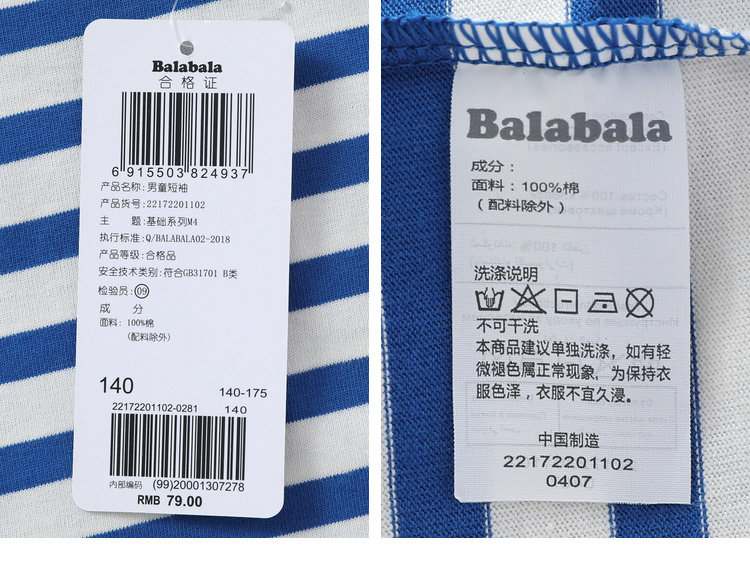 Balabala
合格证
6 915503 824937
产品名称:男童短袖
产品货号:22172201102
主 题:基础系列M4
执行标准:Q/BALABALA02-2018
产品等级:合格品
安全技术类别:符合GB31701 B类
检验员:09
成 分
面料:100%棉
(配料除外)
140 140-175
22172201102-0281 140
内部编码 (99)20001307278
RMB 79.00
Balabala
成分：
面料：100%棉
（配料除外）
洗涤说明
不可干洗
本商品建议单独洗涤，如有轻
微褪色属正常现象，为保持衣
服色泽，衣服不宜久浸。
中国制造
22172201102
0407